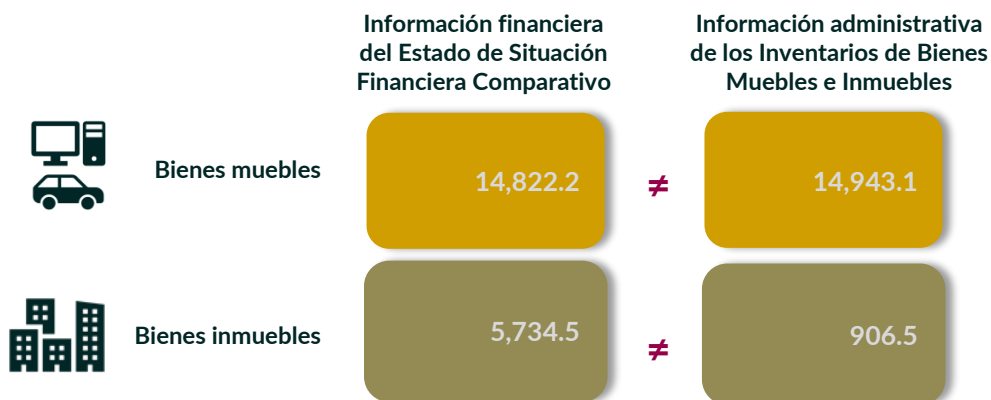 Información financiera
del Estado de Situación
Financiera Comparativo
Información administrativa
de los Inventarios de Bienes
Muebles e Inmuebles
Bienes muebles
14,822.2
≠
14,943.1
Bienes inmuebles
5,734.5
≠
906.5